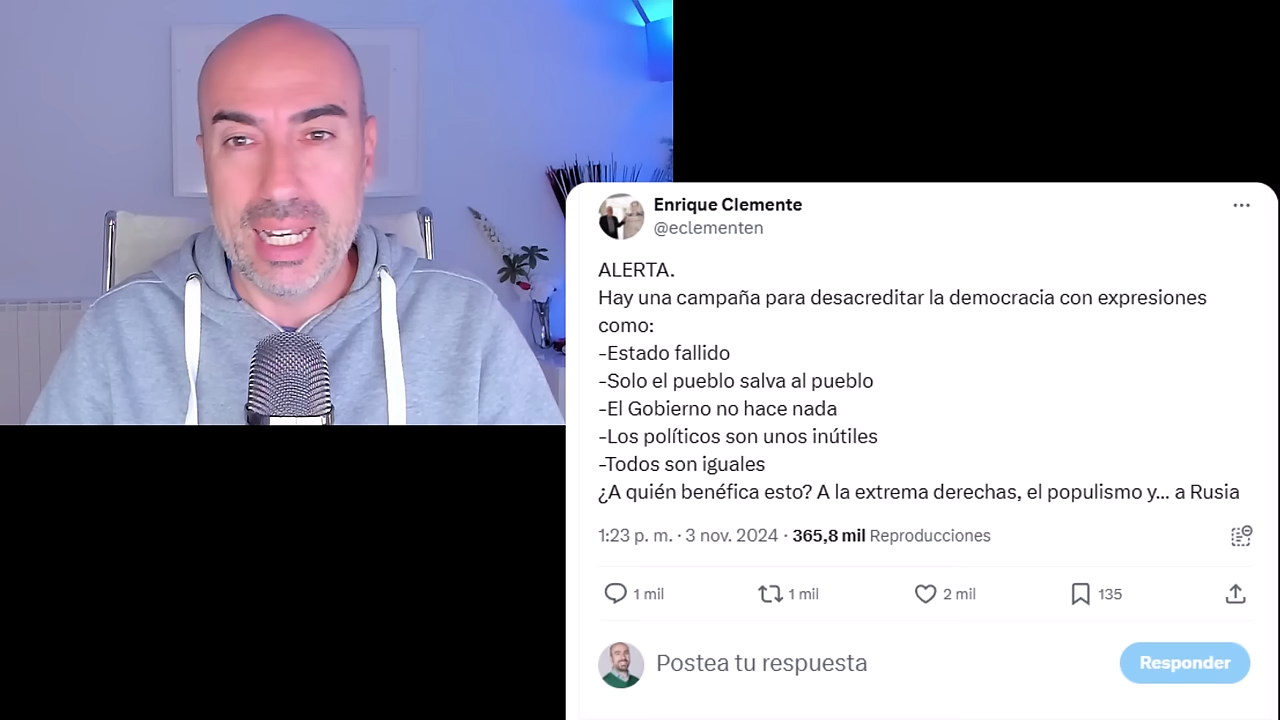 Enrique Clemente
@eclementen
ALERTA.
Hay una campaña para desacreditar la democracia con expresiones
como:
-Estado fallido
-Solo el pueblo salva al pueblo
-El Gobierno no hace nada
-Los políticos son unos inútiles
-Todos son iguales
¿A quién benéfica esto? A la extrema derechas, el populismo y... a Rusia
1:23 p. m. · 3 nov. 2024 · 365,8 mil Reproducciones
1 mil 1 mil 2 mil 135
Postea tu respuesta
Responder